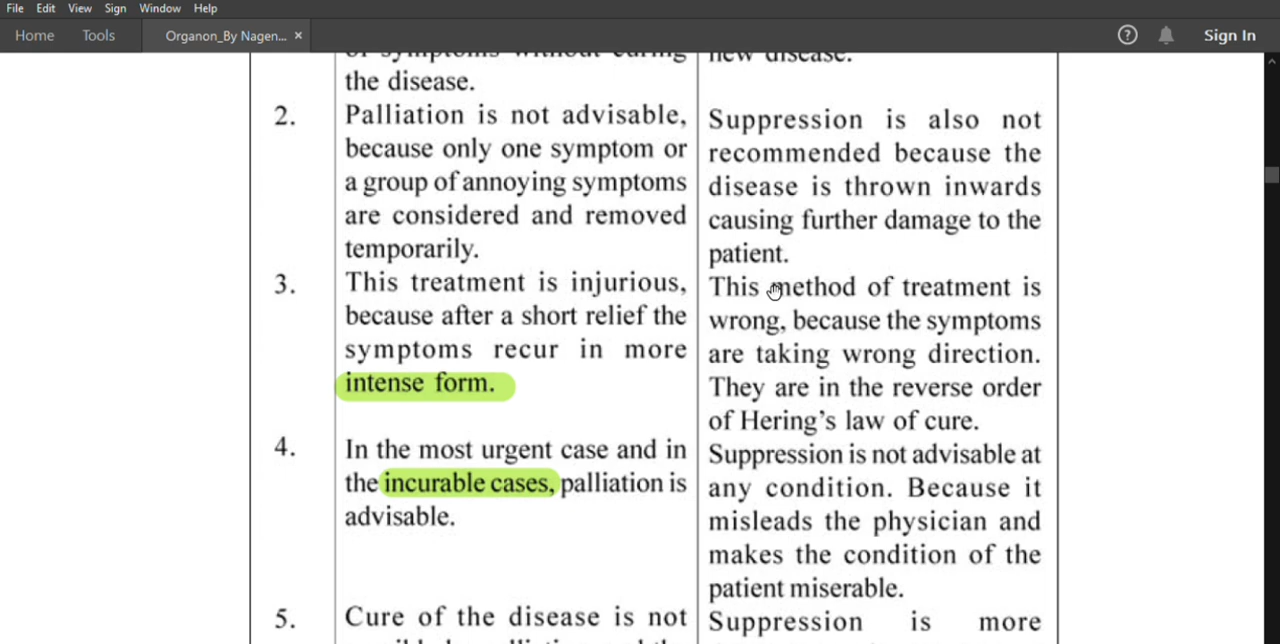 File Edit View Sign Window Help
Home Tools Organon_By Nagen... × ? Sign In
of symptoms without curing
the disease.
new disease.
2. Palliation is not advisable,
because only one symptom or
a group of annoying symptoms
are considered and removed
temporarily.
Suppression is also not
recommended because the
disease is thrown inwards
causing further damage to the
patient.
3. This treatment is injurious,
because after a short relief the
symptoms recur in more
intense form.
This method of treatment is
wrong, because the symptoms
are taking wrong direction.
They are in the reverse order
of Hering's law of cure.
4. In the most urgent case and in
the incurable cases, palliation is
advisable.
Suppression is not advisable at
any condition. Because it
misleads the physician and
makes the condition of the
patient miserable.
5. Cure of the disease is not
Suppression is more